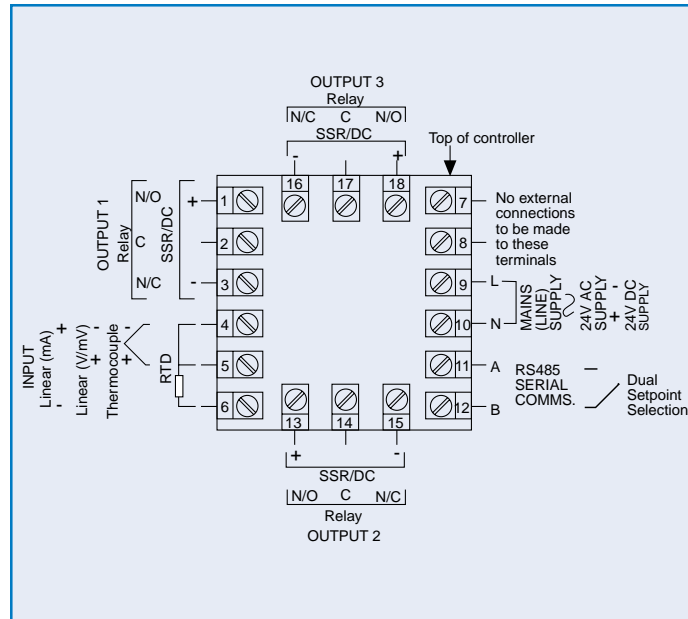 OUTPUT 3
Relay
N/C C N/O
SSR/DC
- +
Top of controller
16 17 18
OUTPUT 1
Relay
N/O
C
N/C
SSR/DC
+
-
1
2
3
4
5
6
7
8
9
10
11
12
No external
connections
to be made
to these
terminals
L
N
MAINS
(LINE)
SUPPLY
24V AC
SUPPLY
- +
24V DC
SUPPLY
A
B
RS485
SERIAL
COMMS.
Dual
Setpoint
Selection
INPUT
Linear (mA)
- +
Linear (V/mV)
+ -
Thermocouple
+ -
RTD
13 14 15
+ -
SSR/DC
N/O C N/C
Relay
OUTPUT 2